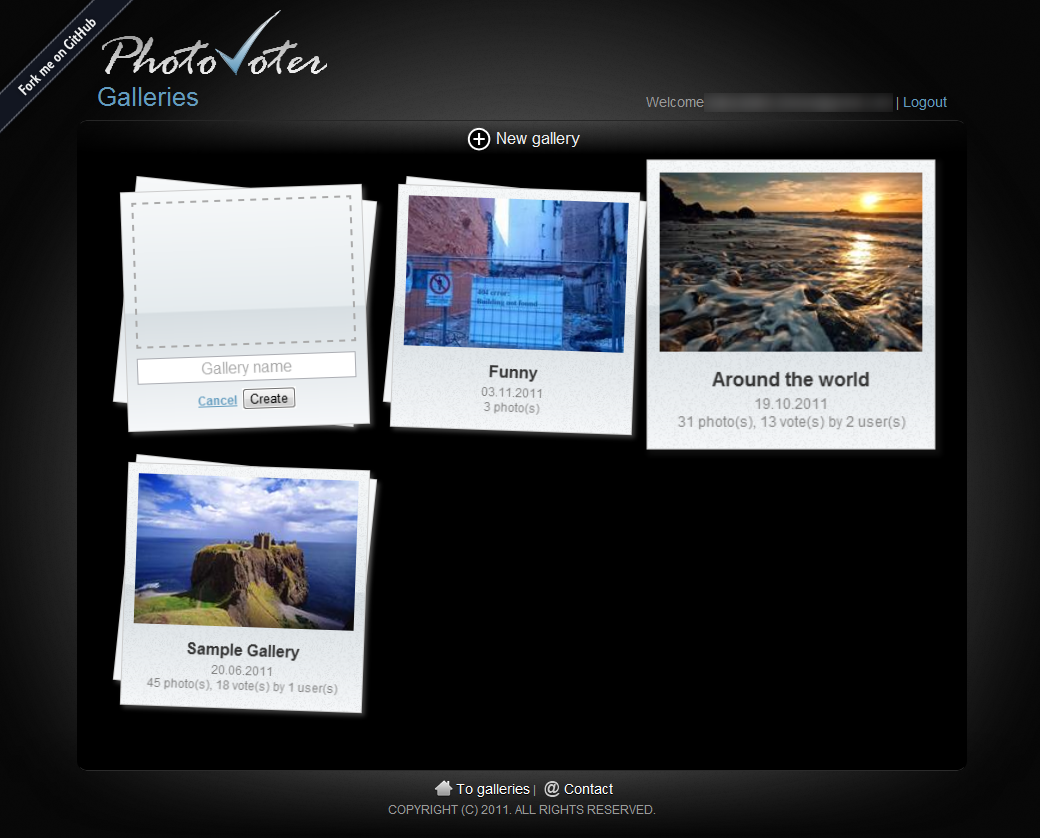 Fork me on GitHub
PhotoVoter
Galleries
Welcome | Logout
New gallery
Gallery name
Cancel Create
404 error:
Building not found
Funny
03.11.2011
3 photo(s)
Around the world
19.10.2011
31 photo(s), 13 vote(s) by 2 user(s)
Sample Gallery
20.06.2011
45 photo(s), 18 vote(s) by 1 user(s)
To galleries | @ Contact
COPYRIGHT (C) 2011. ALL RIGHTS RESERVED.